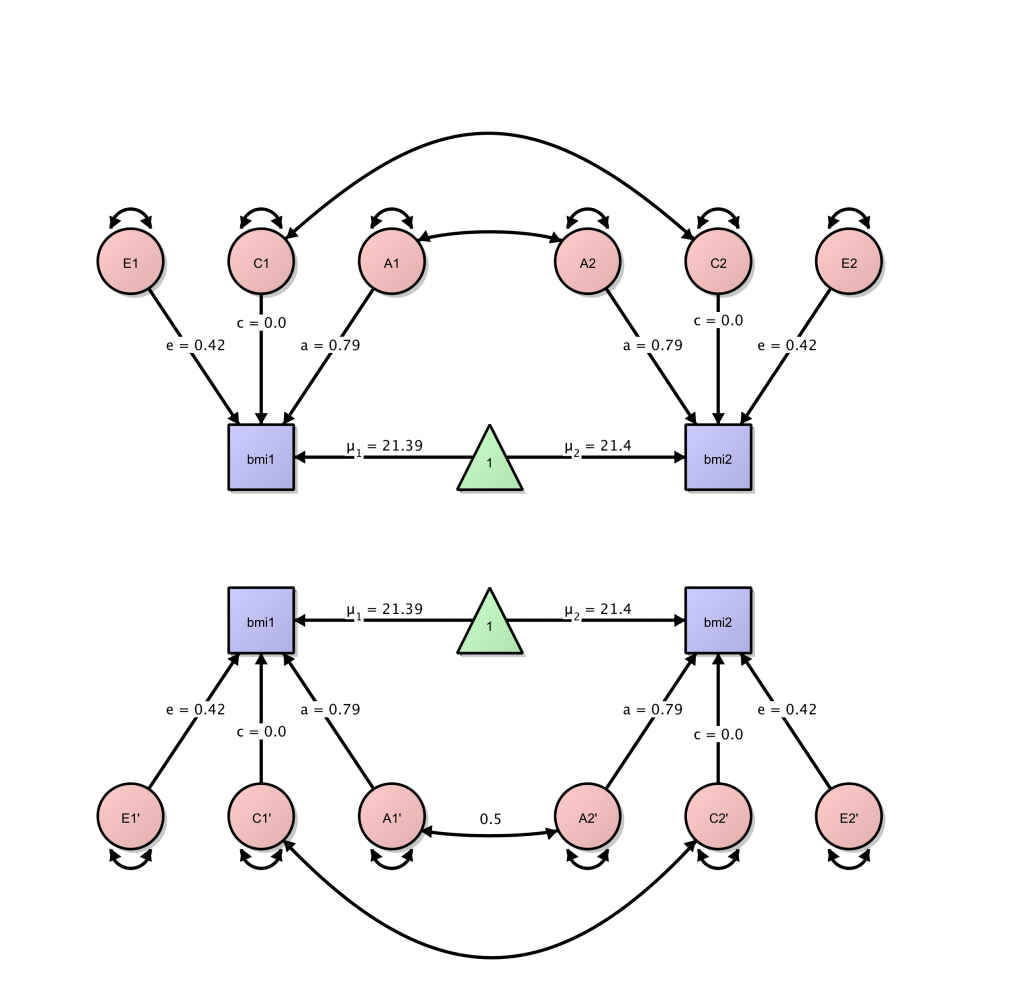 E1 C1 A1 A2 C2 E2
c = 0.0 c = 0.0
e = 0.42 a = 0.79 a = 0.79 e = 0.42
μ1 = 21.39 μ2 = 21.4
bmi1 1 bmi2
μ1 = 21.39 μ2 = 21.4
bmi1 1 bmi2
e = 0.42 a = 0.79 a = 0.79 e = 0.42
c = 0.0 c = 0.0
E1' C1' A1' 0.5 A2' C2' E2'